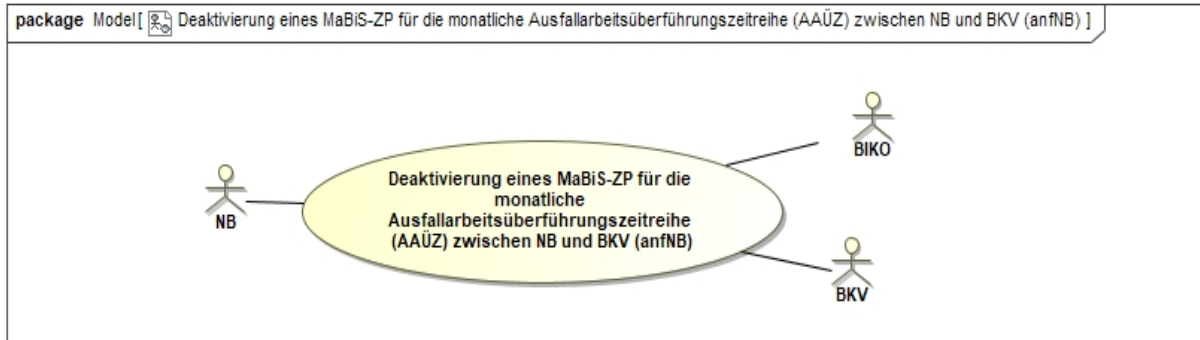 package Model [ Deaktivierung eines MaBiS-ZP für die monatliche Ausfallarbeitsüberführungszeitreihe (AAÜZ) zwischen NB und BKV (anfNB) ]
BIKO
Deaktivierung eines MaBiS-ZP für die
monatliche
Ausfallarbeitsüberführungszeitreihe
(AAÜZ) zwischen NB und BKV (anfNB)
NB
BKV